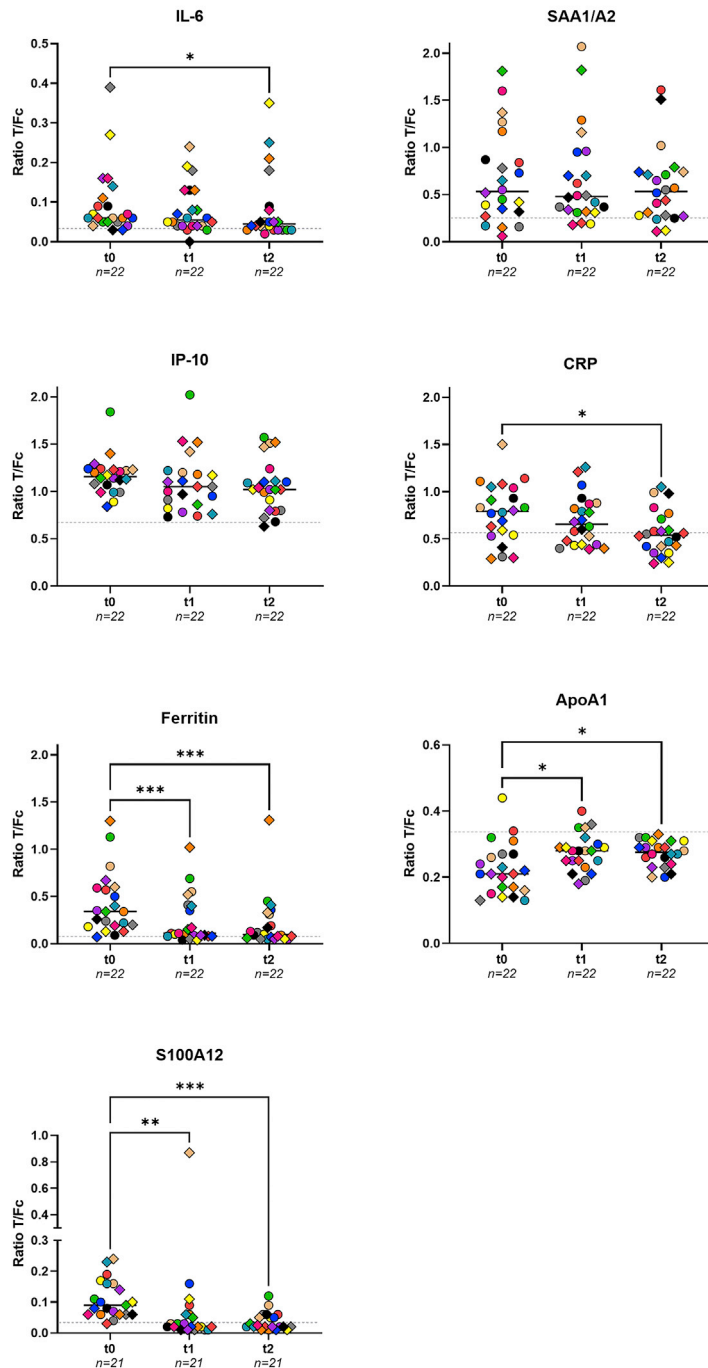 IL-6
0.5
0.4
0.3
0.2
0.1
0.0
Ratio T/Fc
*
t0
t1
t2
n=22
n=22
n=22
SAA1/A2
2.0
1.5
1.0
0.5
0.0
Ratio T/Fc
t0
t1
t2
n=22
n=22
n=22
IP-10
2.0
1.5
1.0
0.5
0.0
Ratio T/Fc
t0
t1
t2
n=22
n=22
n=22
CRP
2.0
1.5
1.0
0.5
0.0
Ratio T/Fc
*
t0
t1
t2
n=22
n=22
n=22
Ferritin
2.0
1.5
1.0
0.5
0.0
Ratio T/Fc
***
***
t0
t1
t2
n=22
n=22
n=22
ApoA1
0.6
0.4
0.2
0.0
Ratio T/Fc
*
*
t0
t1
t2
n=22
n=22
n=22
S100A12
***
**
1.0
0.8
0.6
0.4
0.3
0.2
0.1
0.0
Ratio T/Fc
t0
t1
t2
n=21
n=21
n=21